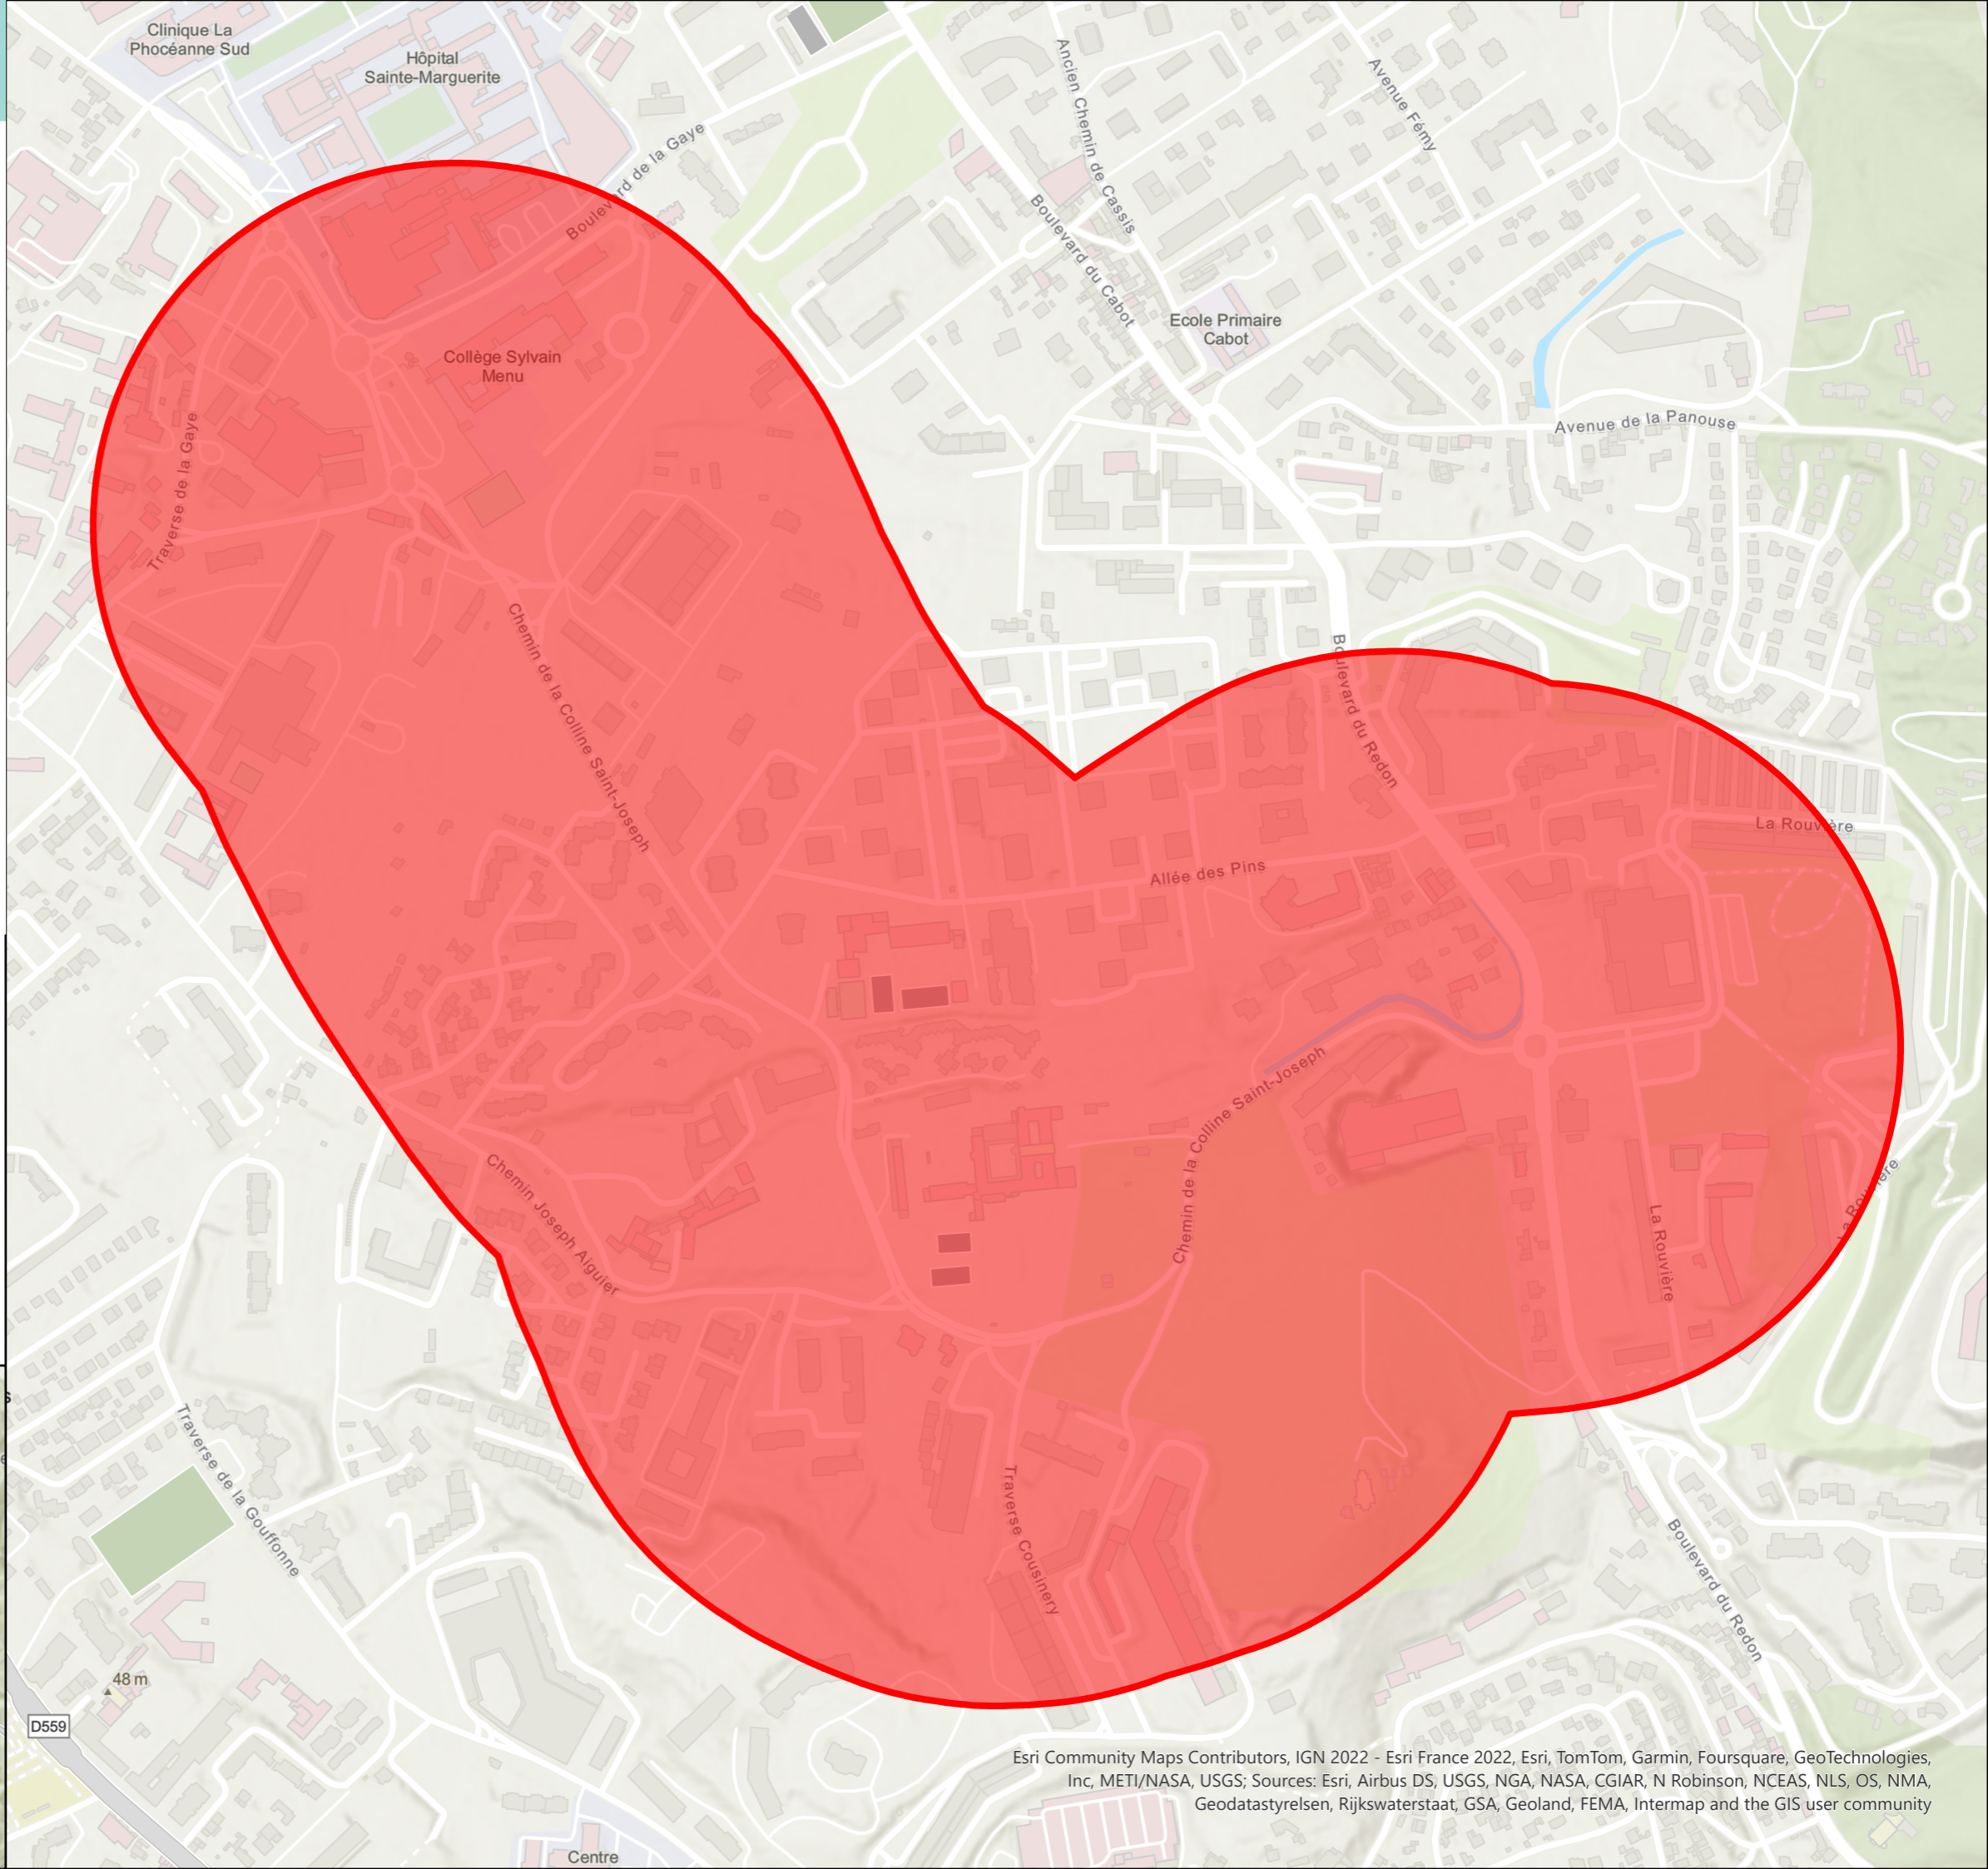 Clinique La
Phocéanne Sud
Hôpital
Sainte-Marguerite
Boulevard de la Gaye
Ancien Chemin de Cassis
Avenue Fémy
Boulevard du Cabot
Ecole Primaire
Cabot
Collège Sylvain
Menu
Traverse de la Gaye
Avenue de la Panouse
Chemin de la Colline Saint-Joseph
Boulevard du Redon
La Rouvière
Allée des Pins
Chemin de la Colline Saint-Joseph
Chemin Joseph Aiguier
La Rouvière
La Rouvière
Traverse de la Gouffonne
Traverse Cousinery
Boulevard du Redon
48 m
D559
Esri Community Maps Contributors, IGN 2022 - Esri France 2022, Esri, TomTom, Garmin, Foursquare, GeoTechnologies,
Inc, METI/NASA, USGS; Sources: Esri, Airbus DS, USGS, NGA, NASA, CGIAR, N Robinson, NCEAS, NLS, OS, NMA,
Geodatastyrelsen, Rijkswaterstaat, GSA, Geoland, FEMA, Intermap and the GIS user community
Centre